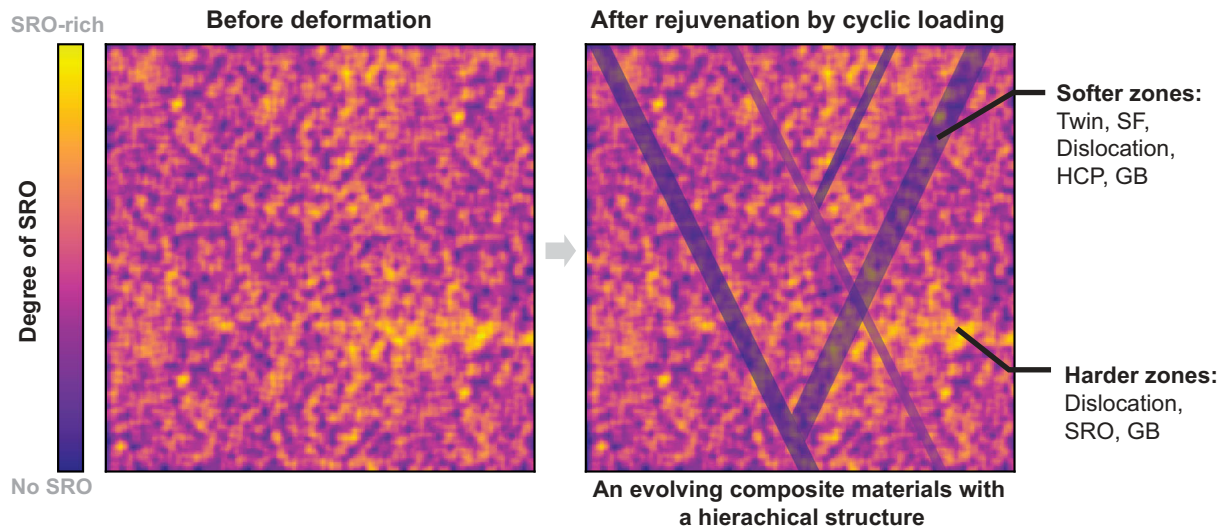 SRO-rich
Before deformation
After rejuvenation by cyclic loading
Degree of SRO
No SRO
Softer zones:
Twin, SF,
Dislocation,
HCP, GB
Harder zones:
Dislocation,
SRO, GB
An evolving composite materials with
a hierachical structure